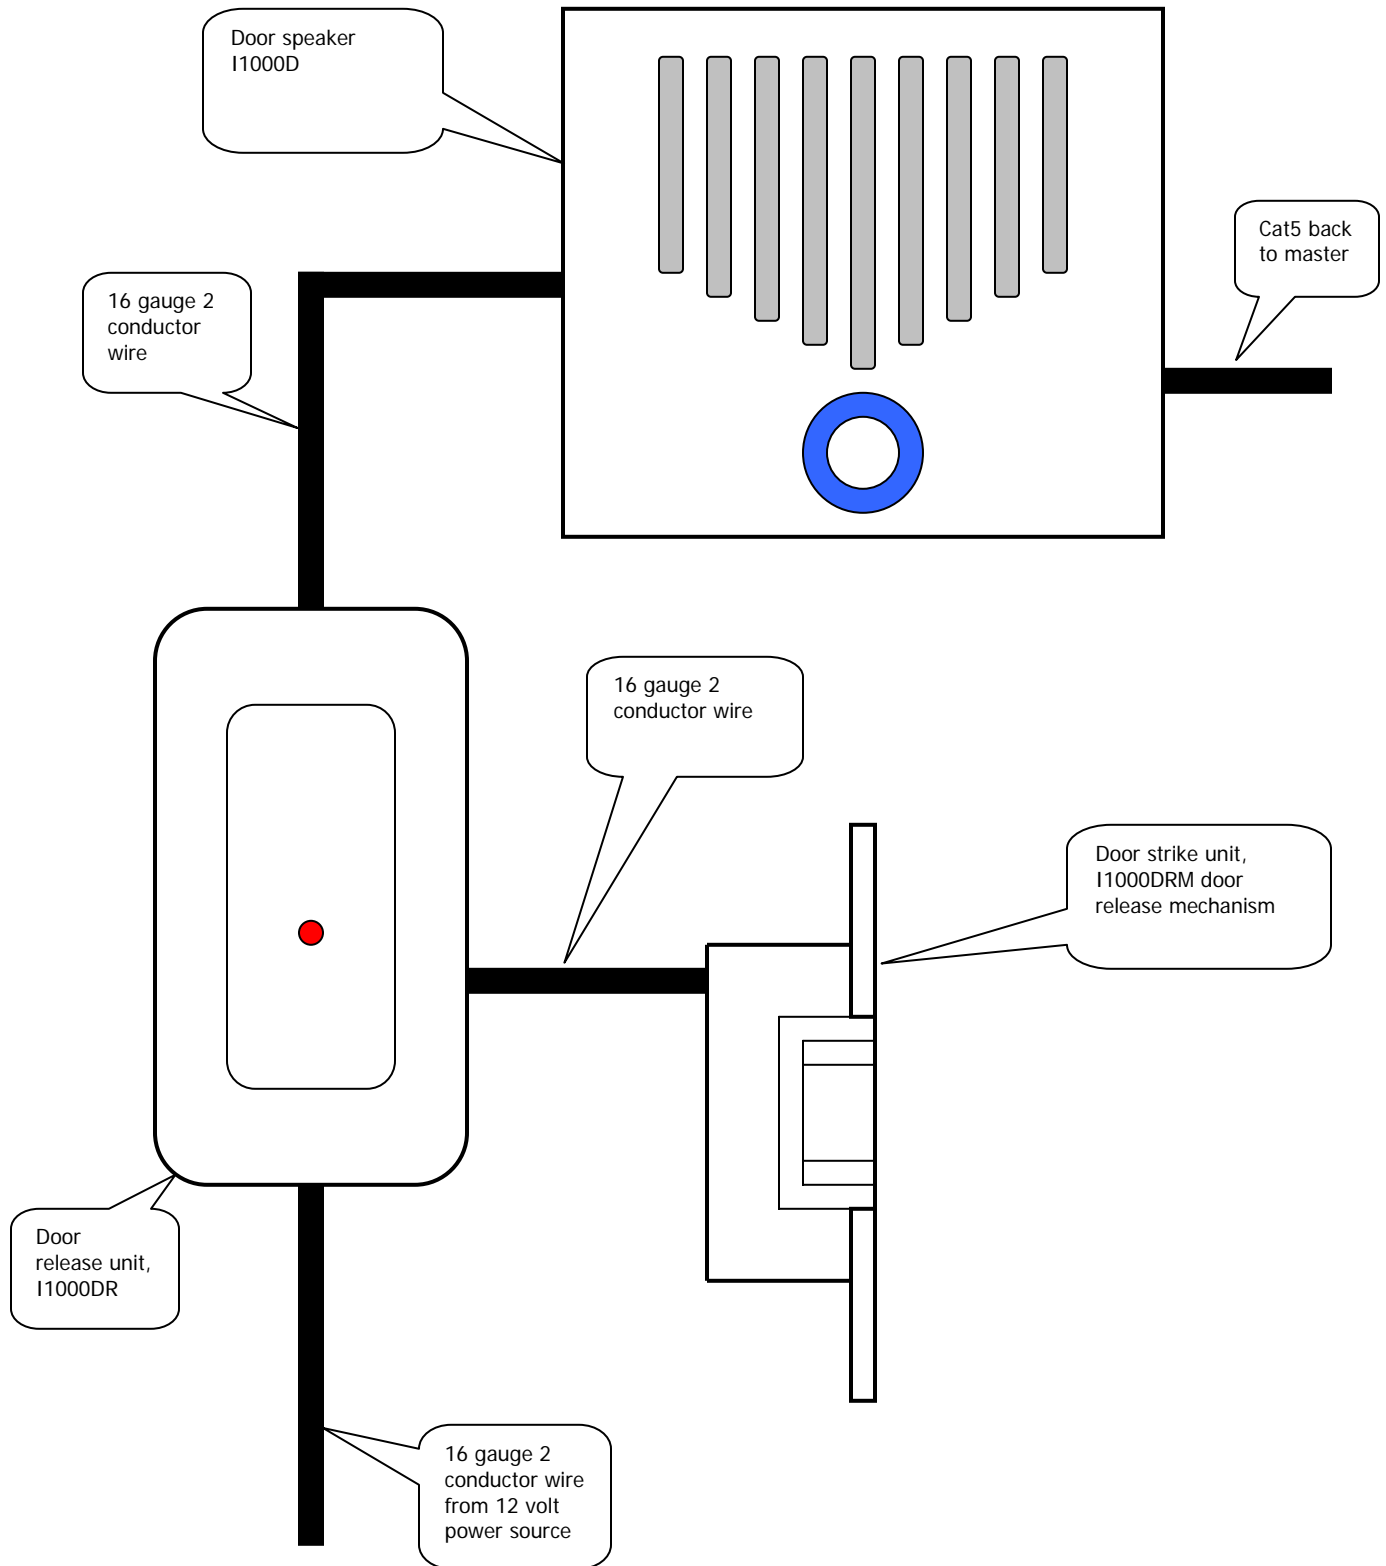 Door speaker
I1000D
Cat5 back
to master
16 gauge 2
conductor
wire
16 gauge 2
conductor wire
Door strike unit,
I1000DRM door
release mechanism
Door
release unit,
I1000DR
16 gauge 2
conductor wire
from 12 volt
power source